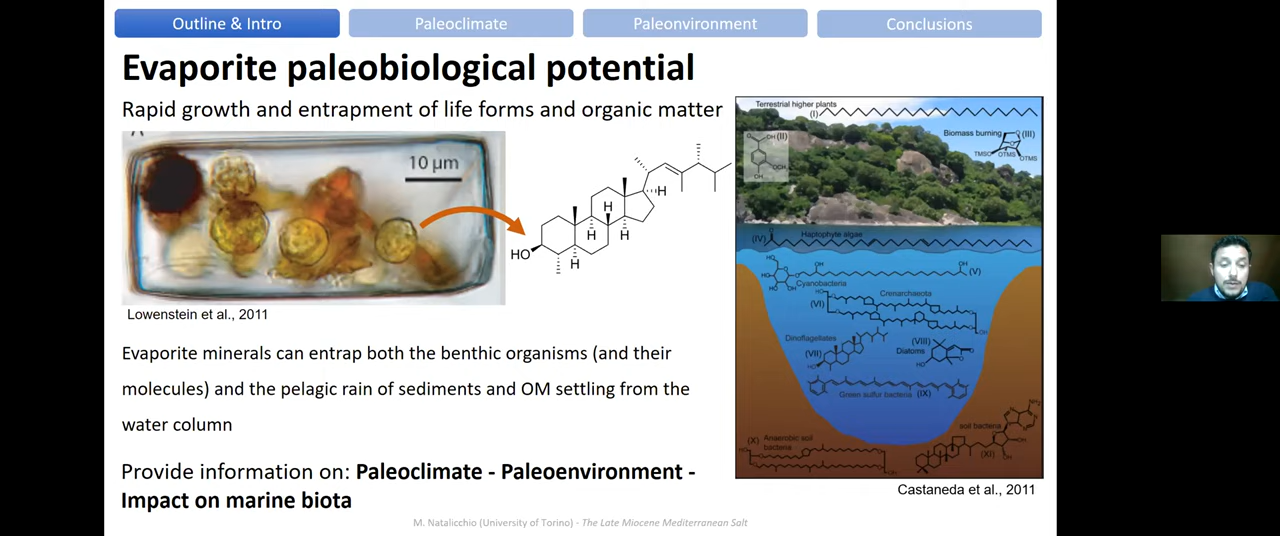 Outline & Intro
Paleoclimate
Paleonvironment
Conclusions
Evaporite paleobiological potential
Rapid growth and entrapment of life forms and organic matter
10 µm
HO
H
H
H
H
H
Lowenstein et al., 2011
Evaporite minerals can entrap both the benthic organisms (and their
molecules) and the pelagic rain of sediments and OM settling from the
water column
Provide information on: Paleoclimate - Paleoenvironment -
Impact on marine biota
Terrestrial higher plants
(I)
(II)
Biomass burning
(III)
TMSO
OTMS
OTMS
(IV)
Haptophyte algae
(V)
Cyanobacteria
Crenarchaeota
(VI)
Dinoflagellates
(VII)
(VIII)
Diatoms
Green sulfur bacteria (IX)
(X) Anaerobic soil
bacteria
soil bacteria
(XI)
Castaneda et al., 2011
M. Natalicchio (University of Torino) - The Late Miocene Mediterranean Salt